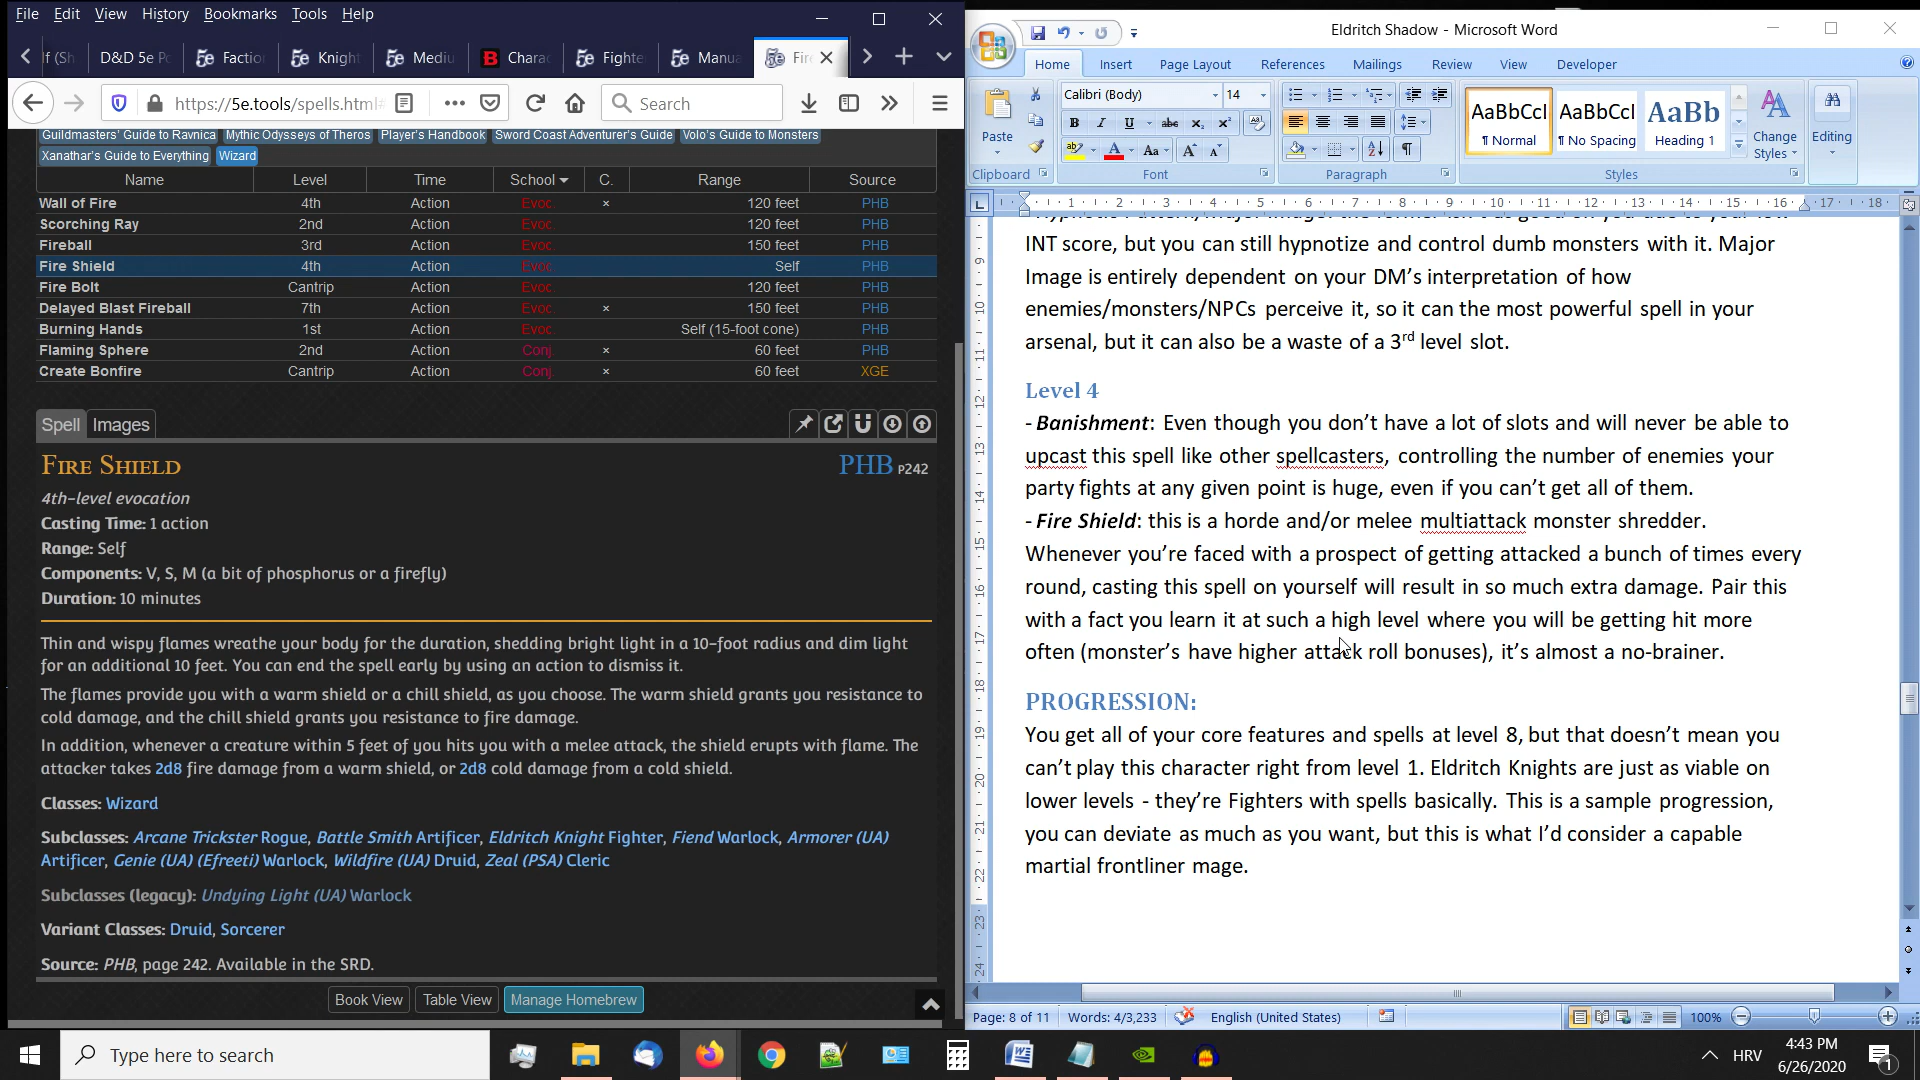 File Edit View History Bookmarks Tools Help
lf (Sh
D&D 5e Po
Factio
Knigh
Mediu
Chara
Fighte
Manua
Fir
https://5e.tools/spells.html#
Search
Guildmasters' Guide to Ravnica Mythic Odysseys of Theros Player's Handbook Sword Coast Adventurer's Guide Volo's Guide to Monsters
Xanathar's Guide to Everything Wizard
Name Level Time School C. Range Source
Wall of Fire 4th Action Evoc. × 120 feet PHB
Scorching Ray 2nd Action Evoc. 120 feet PHB
Fireball 3rd Action Evoc. 150 feet PHB
Fire Shield 4th Action Evoc. Self PHB
Fire Bolt Cantrip Action Evoc. 120 feet PHB
Delayed Blast Fireball 7th Action Evoc. × 150 feet PHB
Burning Hands 1st Action Evoc. Self (15-foot cone) PHB
Flaming Sphere 2nd Action Conj. × 60 feet PHB
Create Bonfire Cantrip Action Conj. × 60 feet XGE
Spell Images
FIRE SHIELD PHB P242
4th-level evocation
Casting Time: 1 action
Range: Self
Components: V, S, M (a bit of phosphorus or a firefly)
Duration: 10 minutes
Thin and wispy flames wreathe your body for the duration, shedding bright light in a 10-foot radius and dim light
for an additional 10 feet. You can end the spell early by using an action to dismiss it.
The flames provide you with a warm shield or a chill shield, as you choose. The warm shield grants you resistance to
cold damage, and the chill shield grants you resistance to fire damage.
In addition, whenever a creature within 5 feet of you hits you with a melee attack, the shield erupts with flame. The
attacker takes 2d8 fire damage from a warm shield, or 2d8 cold damage from a cold shield.
Classes: Wizard
Subclasses: Arcane Trickster Rogue, Battle Smith Artificer, Eldritch Knight Fighter, Fiend Warlock, Armorer (UA)
Artificer, Genie (UA) (Efreeti) Warlock, Wildfire (UA) Druid, Zeal (PSA) Cleric
Subclasses (legacy): Undying Light (UA) Warlock
Variant Classes: Druid, Sorcerer
Source: PHB, page 242. Available in the SRD.
Book View Table View Manage Homebrew
Eldritch Shadow - Microsoft Word
Home Insert Page Layout References Mailings Review View Developer
Paste
Clipboard
Calibri (Body) 14
Font
Paragraph
AaBbCcI AaBbCcI AaBb
¶ Normal ¶ No Spacing Heading 1
Change
Styles
Styles
Editing
INT score, but you can still hypnotize and control dumb monsters with it. Major
Image is entirely dependent on your DM's interpretation of how
enemies/monsters/NPCs perceive it, so it can the most powerful spell in your
arsenal, but it can also be a waste of a 3rd level slot.
Level 4
- Banishment: Even though you don't have a lot of slots and will never be able to
upcast this spell like other spellcasters, controlling the number of enemies your
party fights at any given point is huge, even if you can't get all of them.
- Fire Shield: this is a horde and/or melee multiattack monster shredder.
Whenever you're faced with a prospect of getting attacked a bunch of times every
round, casting this spell on yourself will result in so much extra damage. Pair this
with a fact you learn it at such a high level where you will be getting hit more
often (monster's have higher attack roll bonuses), it's almost a no-brainer.
PROGRESSION:
You get all of your core features and spells at level 8, but that doesn't mean you
can't play this character right from level 1. Eldritch Knights are just as viable on
lower levels - they're Fighters with spells basically. This is a sample progression,
you can deviate as much as you want, but this is what I'd consider a capable
martial frontliner mage.
Page: 8 of 11 Words: 4/3,233 English (United States) 100%
Type here to search
HRV
4:43 PM
6/26/2020
1